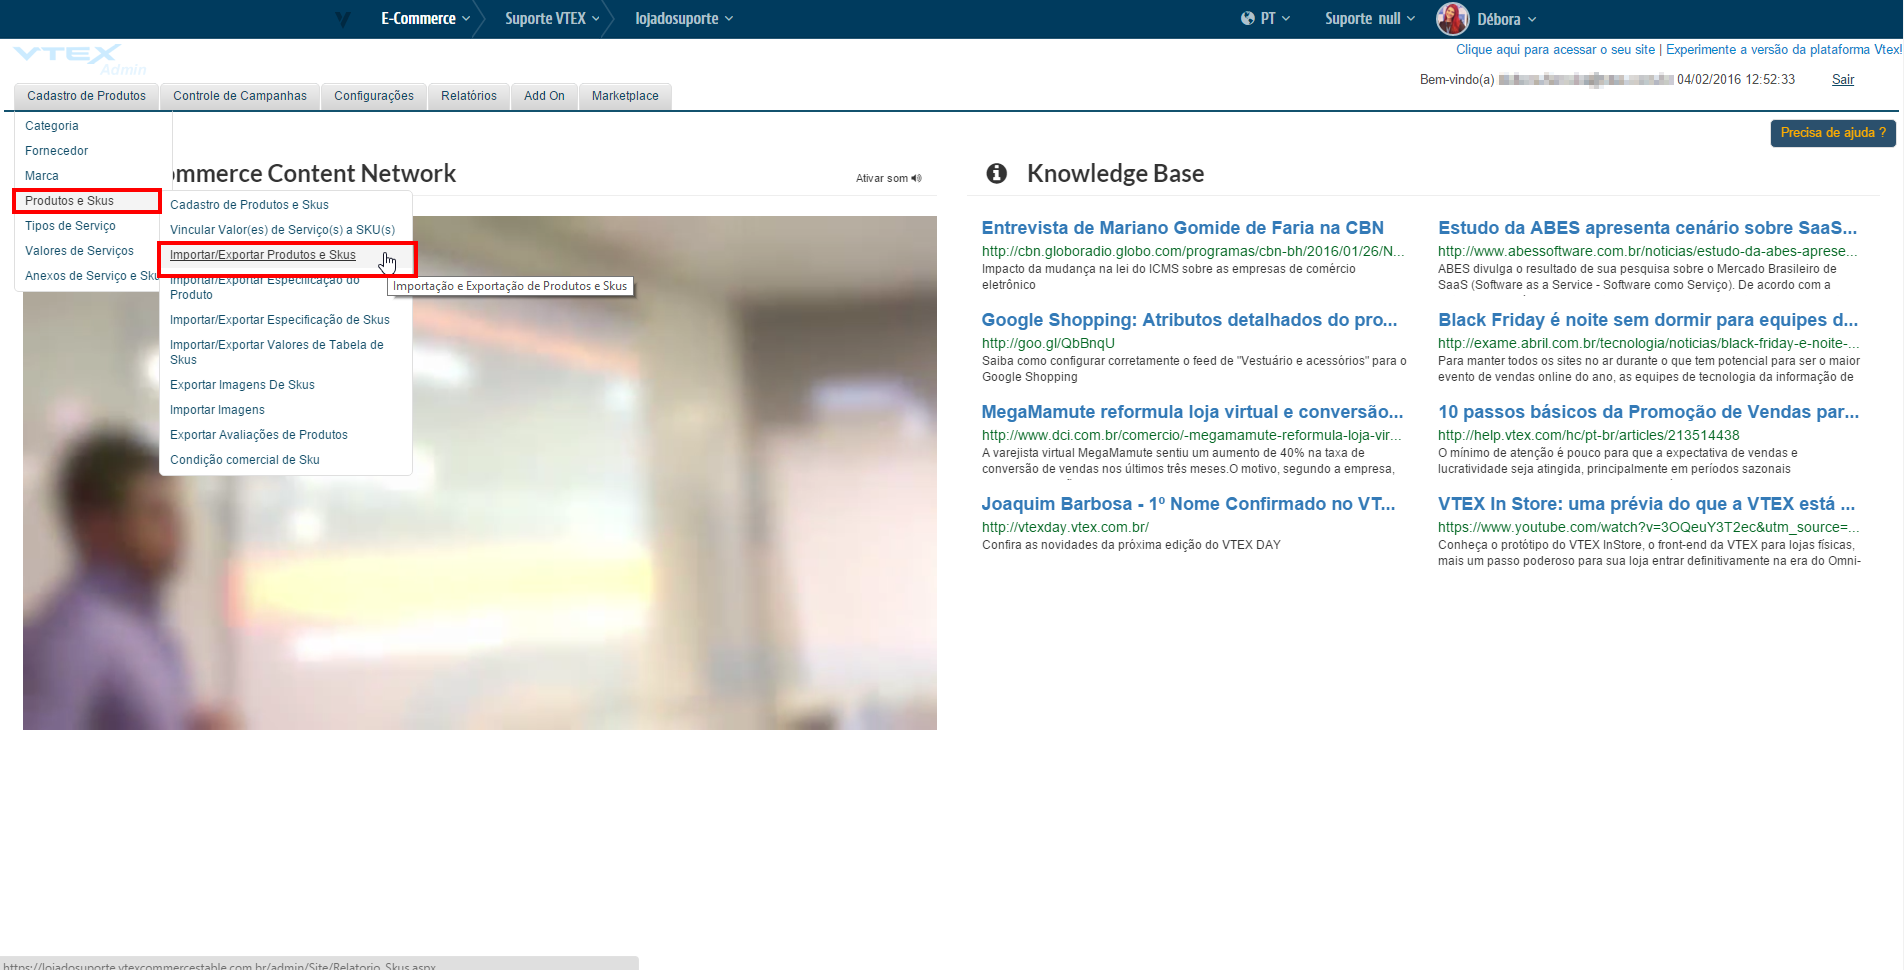 E-Commerce
Suporte VTEX
lojadosuporte
PT
Suporte null
Débora
VTEX
Admin
Clique aqui para acessar o seu site | Experimente a versão da plataforma Vtex!
Bem-vindo(a)
04/02/2016 12:52:33
Sair
Cadastro de Produtos
Controle de Campanhas
Configurações
Relatórios
Add On
Marketplace
Precisa de ajuda ?
Categoria
Fornecedor
Marca
Produtos e Skus
Tipos de Serviço
Valores de Serviços
Anexos de Serviço e Sku
Cadastro de Produtos e Skus
Vincular Valor(es) de Serviço(s) a SKU(s)
Importar/Exportar Produtos e Skus
Importação e Exportação de Produtos e Skus
Importar/Exportar Especificação do
Produto
Importar/Exportar Especificação de Skus
Importar/Exportar Valores de Tabela de
Skus
Exportar Imagens De Skus
Importar Imagens
Exportar Avaliações de Produtos
Condição comercial de Sku
ommerce Content Network
Ativar som
Knowledge Base
Entrevista de Mariano Gomide de Faria na CBN
http://cbn.globoradio.globo.com/programas/cbn-bh/2016/01/26/N...
Impacto da mudança na lei do ICMS sobre as empresas de comércio
eletrônico
Google Shopping: Atributos detalhados do pro...
http://goo.gl/QbBnqU
Saiba como configurar corretamente o feed de "Vestuário e acessórios" para o
Google Shopping
MegaMamute reformula loja virtual e conversão...
http://www.dci.com.br/comercio/-megamamute-reformula-loja-vir...
A varejista virtual MegaMamute sentiu um aumento de 40% na taxa de
conversão de vendas nos últimos três meses.O motivo, segundo a empresa,
Joaquim Barbosa - 1º Nome Confirmado no VT...
http://vtexday.vtex.com.br/
Confira as novidades da próxima edição do VTEX DAY
Estudo da ABES apresenta cenário sobre SaaS...
http://www.abessoftware.com.br/noticias/estudo-da-abes-aprese...
ABES divulga o resultado de sua pesquisa sobre o Mercado Brasileiro de
SaaS (Software as a Service - Software como Serviço). De acordo com a
Black Friday é noite sem dormir para equipes d...
http://exame.abril.com.br/tecnologia/noticias/black-friday-e-noite-...
Para manter todos os sites no ar durante o que tem potencial para ser o maior
evento de vendas online do ano, as equipes de tecnologia da informação de
10 passos básicos da Promoção de Vendas par...
http://help.vtex.com/hc/pt-br/articles/213514438
O mínimo de atenção é pouco para que a expectativa de vendas e
lucratividade seja atingida, principalmente em períodos sazonais
VTEX In Store: uma prévia do que a VTEX está ...
https://www.youtube.com/watch?v=3OQeuY3T2ec&utm_source=...
Conheça o protótipo do VTEX InStore, o front-end da VTEX para lojas físicas,
mais um passo poderoso para sua loja entrar definitivamente na era do Omni-
https://lojadosuporte.vtexcommercestable.com.br/admin/Site/Relatorio_Skus.aspx